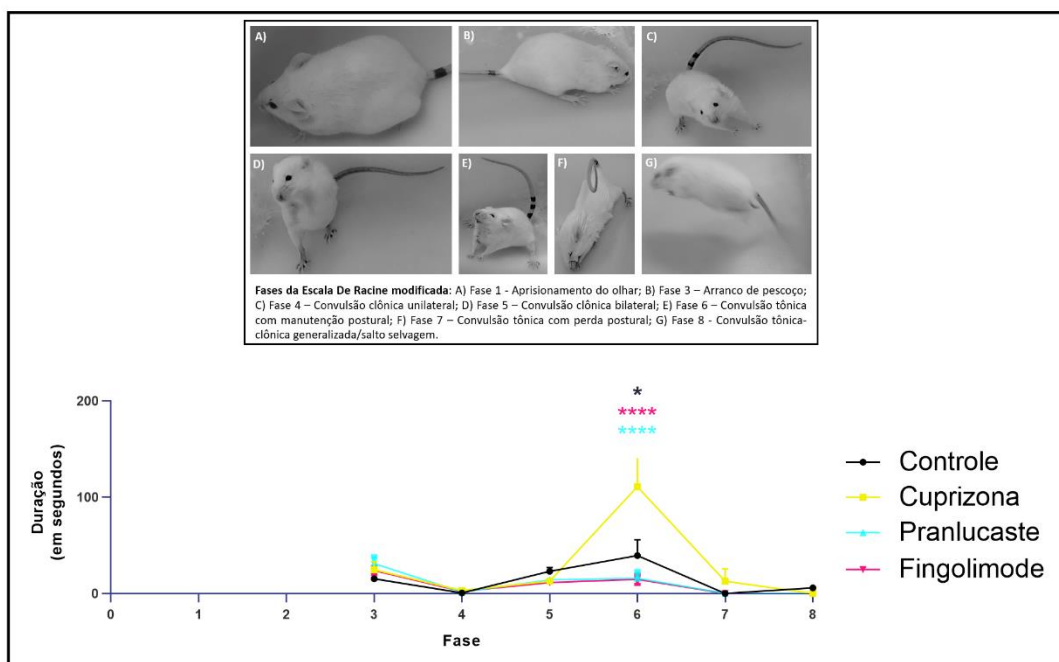 A)
B)
C)
D)
E)
F)
G)
Fases da Escala De Racine modificada: A) Fase 1 - Aprisionamento do olhar; B) Fase 3 – Arranco de pescoço;
C) Fase 4 – Convulsão clônica unilateral; D) Fase 5 – Convulsão clônica bilateral; E) Fase 6 – Convulsão tônica
com manutenção postural; F) Fase 7 – Convulsão tônica com perda postural; G) Fase 8 - Convulsão tônica-
clônica generalizada/salto selvagem.
*
****
****
200
100
0
Duração
(em segundos)
0 1 2 3 4 5 6 7 8
Fase
Controle
Cuprizona
Pranlucaste
Fingolimode